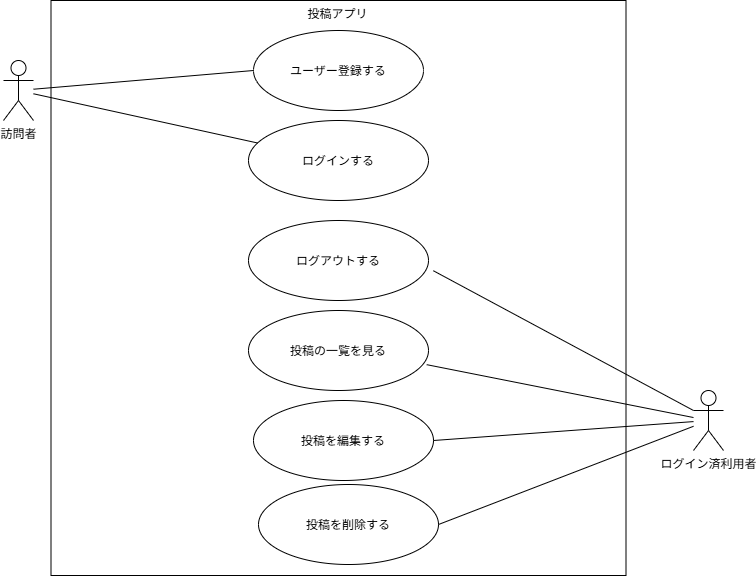 投稿アプリ
ユーザー登録する
訪問者
ログインする
ログアウトする
投稿の一覧を見る
投稿を編集する
ログイン済利用者
投稿を削除する